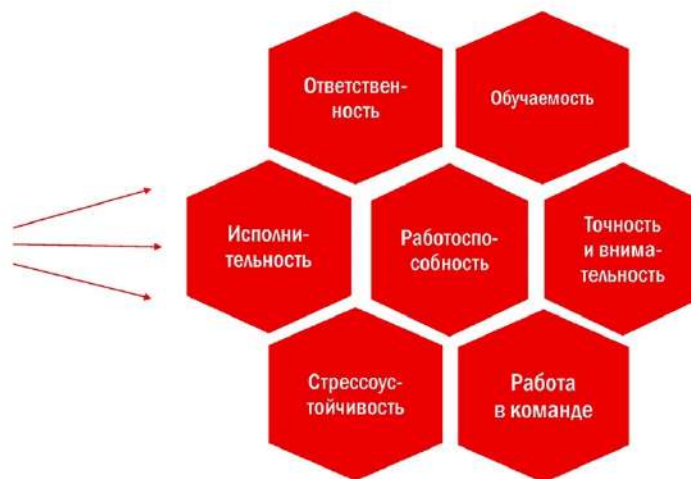 Ответствен-
ность
Обучаемость
Исполни-
тельность
Работоспо-
собность
Точность
и внима-
тельность
Стрессоус-
тойчивость
Работа
в команде